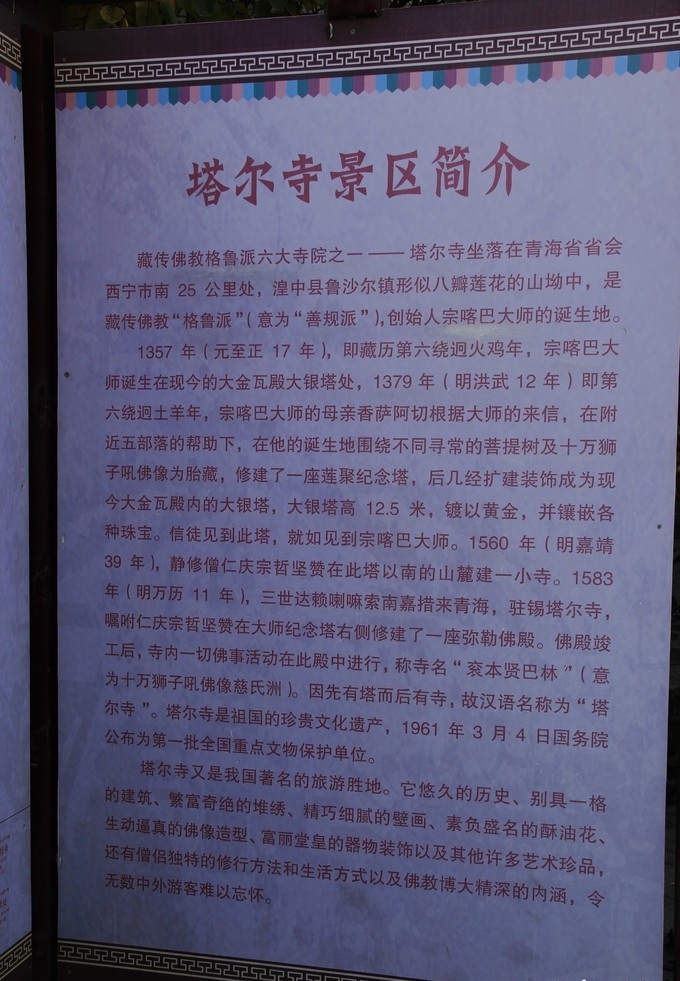 塔尔寺景区简介
藏传佛教格鲁派六大寺院之一——塔尔寺坐落在青海省省会
西宁市南 25 公里处，湟中县鲁沙尔镇形似八瓣莲花的山坳中，是
藏传佛教“格鲁派”(意为“善规派”),创始人宗喀巴大师的诞生地。
1357 年（元至正 17 年），即藏历第六绕迥火鸡年，宗喀巴大
师诞生在现今的大金瓦殿大银塔处，1379 年（明洪武 12 年）即第
六绕迥土羊年，宗喀巴大师的母亲香萨阿切根据大师的来信，在附
近五部落的帮助下，在他的诞生地围绕不同寻常的菩提树及十万狮
子吼佛像为胎藏，修建了一座莲聚纪念塔，后几经扩建装饰成为现
今大金瓦殿内的大银塔，大银塔高 12.5 米，镀以黄金，并镶嵌各
种珠宝。信徒见到此塔，就如见到宗喀巴大师。1560 年（明嘉靖
39 年），静修僧仁庆宗哲坚赞在此塔以南的山麓建一小寺。1583
年（明万历 11 年），三世达赖喇嘛索南嘉措来青海，驻锡塔尔寺，
嘱咐仁庆宗哲坚赞在大师纪念塔右侧修建了一座弥勒佛殿。佛殿竣
工后，寺内一切佛事活动在此殿中进行，称寺名“衮本贤巴林”（意
为十万狮子吼佛像慈氏洲）。因先有塔而后有寺，故汉语名称为“塔
尔寺”。塔尔寺是祖国的珍贵文化遗产，1961 年 3 月 4 日国务院
公布为第一批全国重点文物保护单位。
塔尔寺又是我国著名的旅游胜地。它悠久的历史、别具一格
的建筑、繁富奇绝的堆绣、精巧细腻的壁画、素负盛名的酥油花、
生动逼真的佛像造型、富丽堂皇的器物装饰以及其他许多艺术珍品，
还有僧侣独特的修行方法和生活方式以及佛教博大精深的内涵，令
无数中外游客难以忘怀。